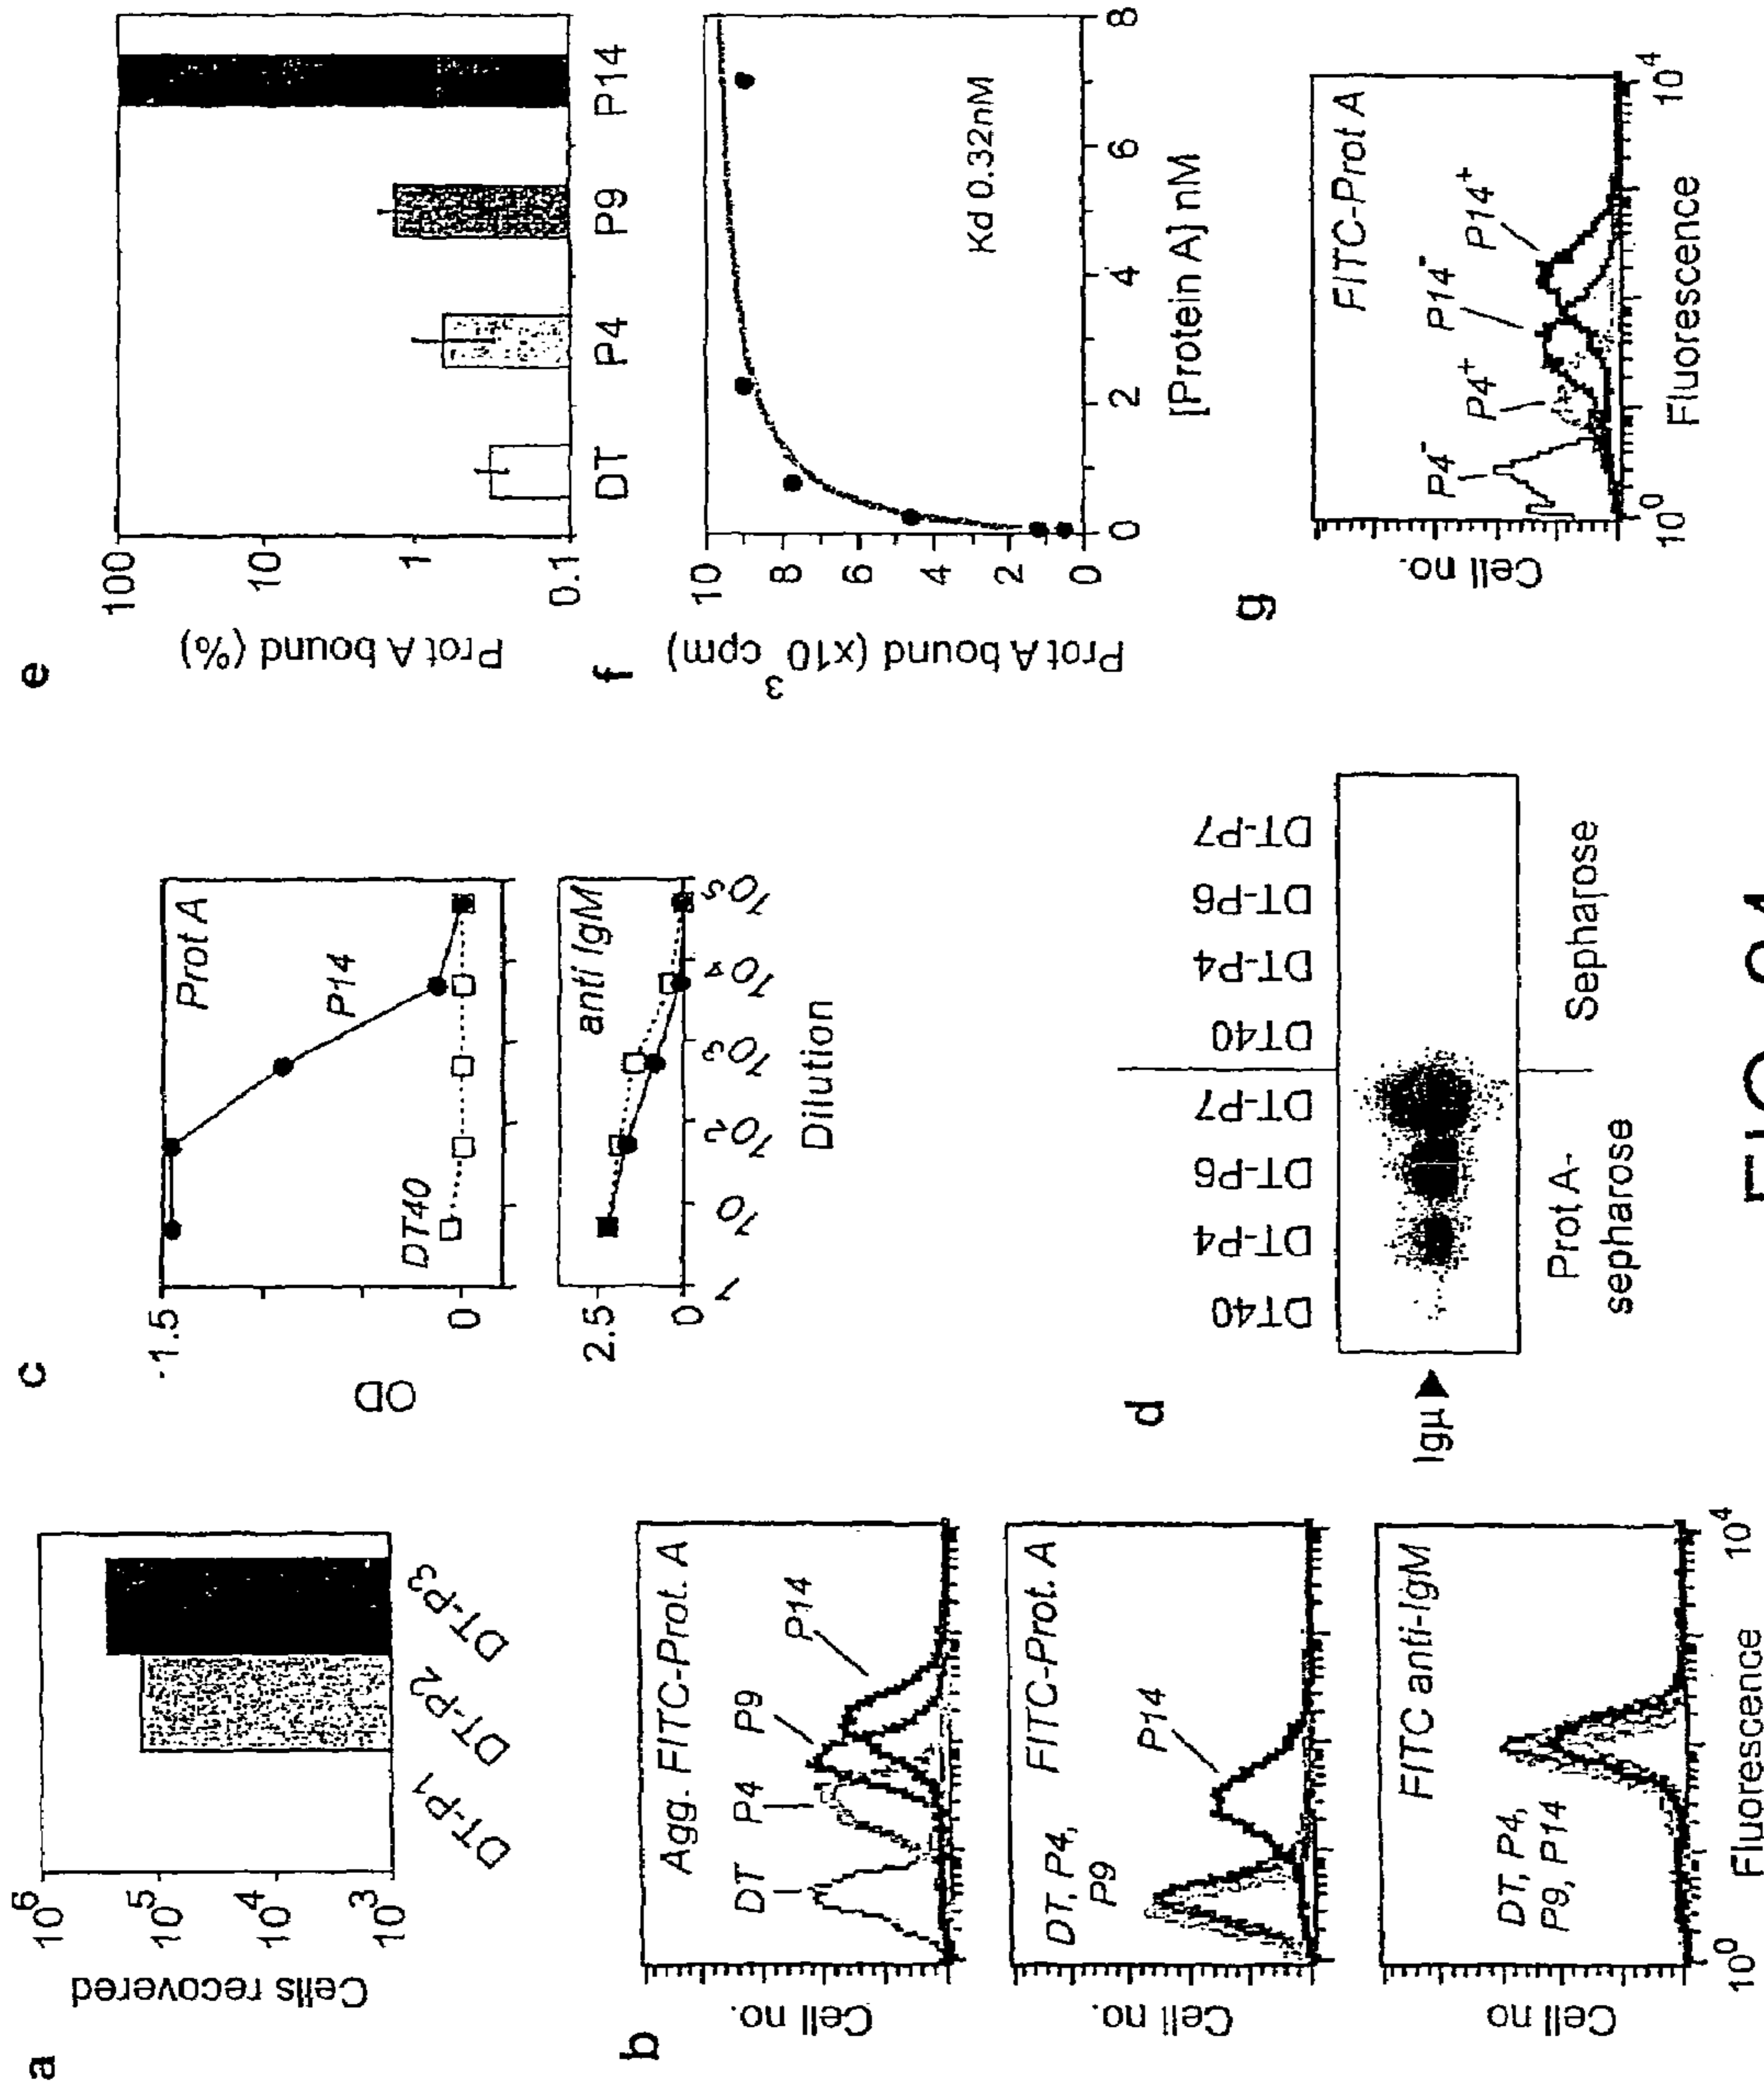 a
Cells recovered
10^6
10^5
10^4
10^3
DT-P1
DT-P2
DT-P3
b
Cell no.
Agg. FITC-Prot. A
DT
P4
P9
P14
Cell no.
FITC-Prot. A
DT, P4,
P9
P14
Cell no
FITC anti-IgM
DT, P4,
P9, P14
10^0
10^4
Fluorescence
c
OD
1.5
0
Prot A
P14
DT40
2.5
0
anti IgM
1
10
10^2
10^3
10^4
10^5
Dilution
d
Igµ
DT40
DT-P4
DT-P6
DT-P7
DT40
DT-P4
DT-P6
DT-P7
Prot A-
sepharose
Sepharose
e
Prot A bound (%)
100
10
1
0.1
DT
P4
P9
P14
f
Prot A bound (x10^3 cpm)
10
8
6
4
2
0
Kd 0.32nM
0
2
4
6
8
[Protein A] nM
g
Cell no.
FITC-Prot A
P4^-
P4^+
P14^-
P14^+
10^0
10^4
Fluorescence